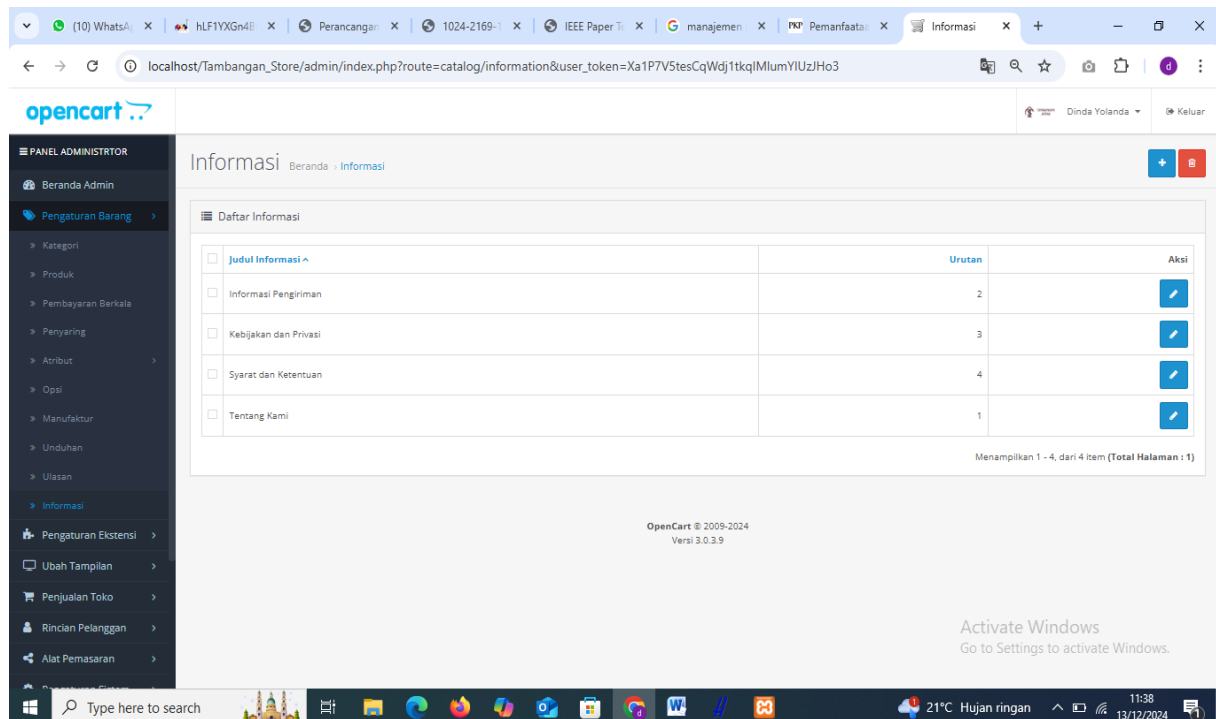 (10) WhatsA
hLF1YXGn4B
Perancangan
1024-2169-1
IEEE Paper Te
manajemen
PKP Pemanfaata
Informasi
localhost/Tambangan_Store/admin/index.php?route=catalog/information&user_token=Xa1P7V5tesCqWdj1tkqIMIumYIUzJHo3
opencart
Dinda Yolanda
Keluar
PANEL ADMINISTRTOR
Informasi Beranda › Informasi
Beranda Admin
Pengaturan Barang
Kategori
Produk
Pembayaran Berkala
Penyaring
Atribut
Opsi
Manufaktur
Unduhan
Ulasan
Informasi
Pengaturan Ekstensi
Ubah Tampilan
Penjualan Toko
Rincian Pelanggan
Alat Pemasaran
Daftar Informasi
Judul Informasi Urutan Aksi
Informasi Pengiriman 2
Kebijakan dan Privasi 3
Syarat dan Ketentuan 4
Tentang Kami 1
Menampilkan 1 - 4, dari 4 item (Total Halaman : 1)
OpenCart © 2009-2024
Versi 3.0.3.9
Activate Windows
Go to Settings to activate Windows.
Type here to search
21°C Hujan ringan
11:38
13/12/2024